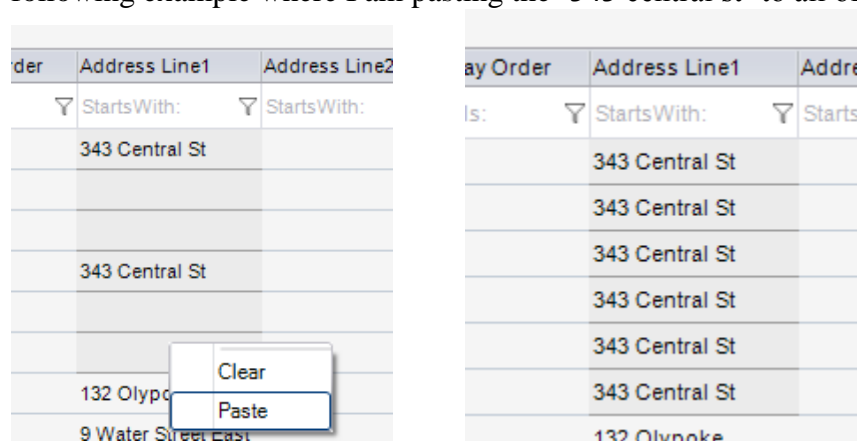 following example where I am pasting the '343 central st' to all of
rder Address Line1 Address Line2
StartsWith: StartsWith:
343 Central St
343 Central St
132 Olypo
9 Water Street East
Clear
Paste
ay Order Address Line1 Addre
ls: StartsWith: Starts
343 Central St
343 Central St
343 Central St
343 Central St
343 Central St
343 Central St
132 Olypoke